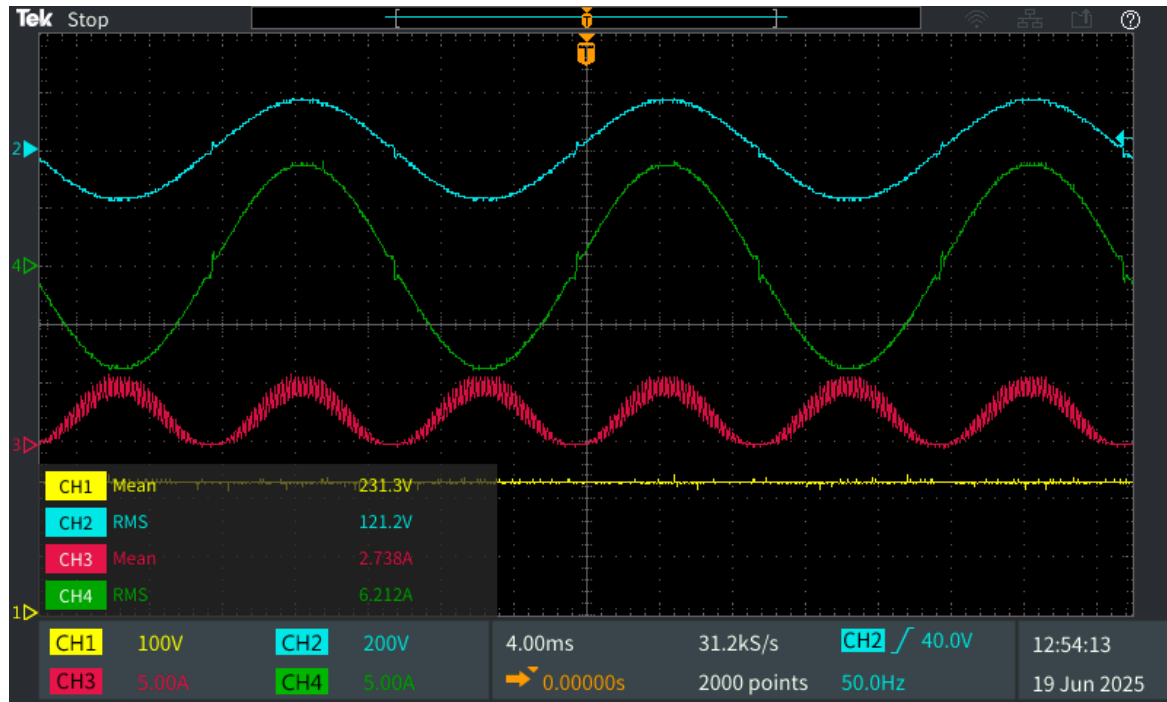 Tek Stop
T
T
2
4
3
1
CH1 Mean 231.3V
CH2 RMS 121.2V
CH3 Mean 2.738A
CH4 RMS 6.212A
CH1 100V CH2 200V 4.00ms 31.2kS/s CH2 40.0V 12:54:13
CH3 5.00A CH4 5.00A 0.00000s 2000 points 50.0Hz 19 Jun 2025